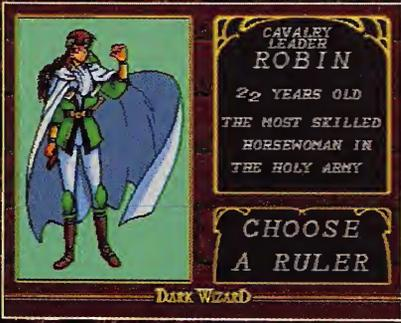 CAVALRY
LEADER
ROBIN
22 YEARS OLD
THE MOST SKILLED
HORSEWOMAN IN
THE HOLY ARMY
CHOOSE
A RULER
DARK WIZARD